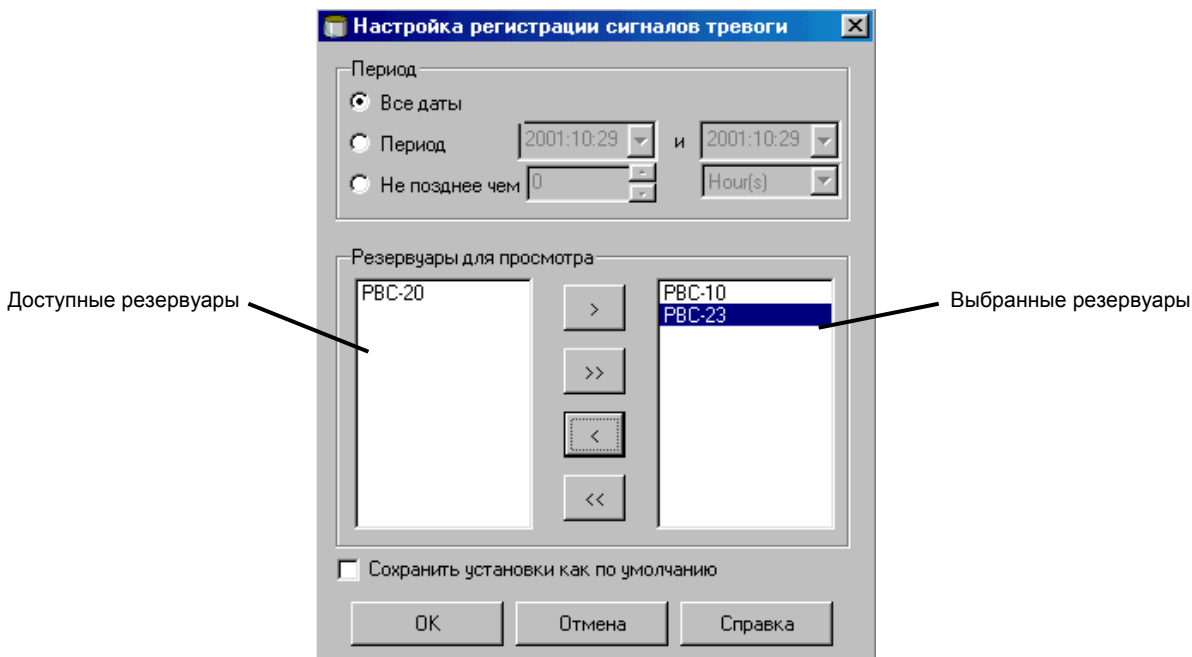 Настройка регистрации сигналов тревоги
Период
Все даты
Период 2001:10:29 и 2001:10:29
Не позднее чем 0 Hour(s)
Резервуары для просмотра
Доступные резервуары
РВС-20
>
>>
<
<<
РВС-10
РВС-23
Выбранные резервуары
Сохранить установки как по умолчанию
OK Отмена Справка